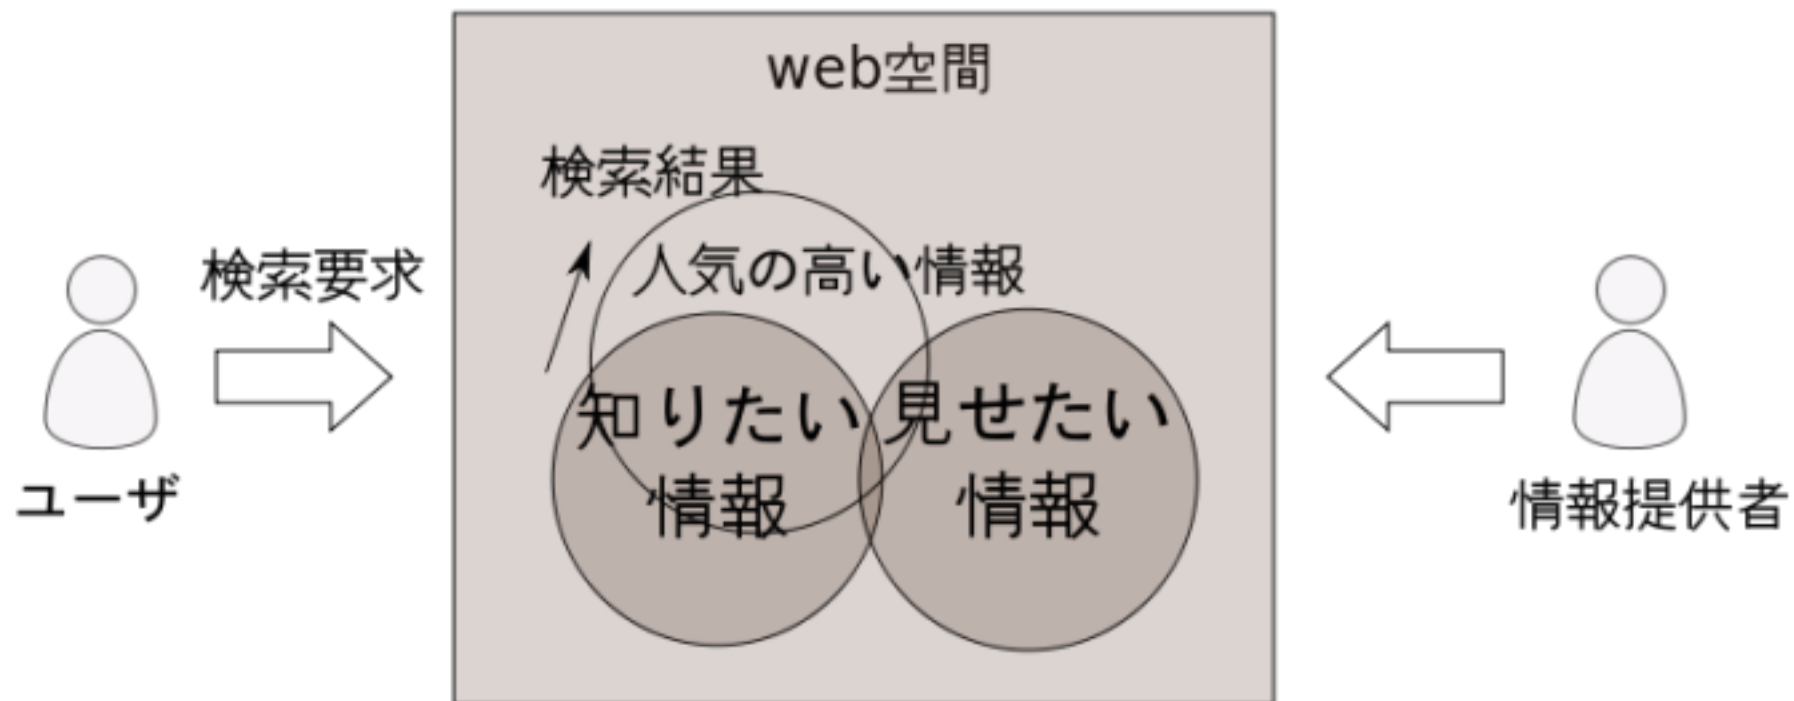 web空間
検索結果
人気の高い情報
検索要求
知りたい
情報
見せたい
情報
ユーザ
情報提供者